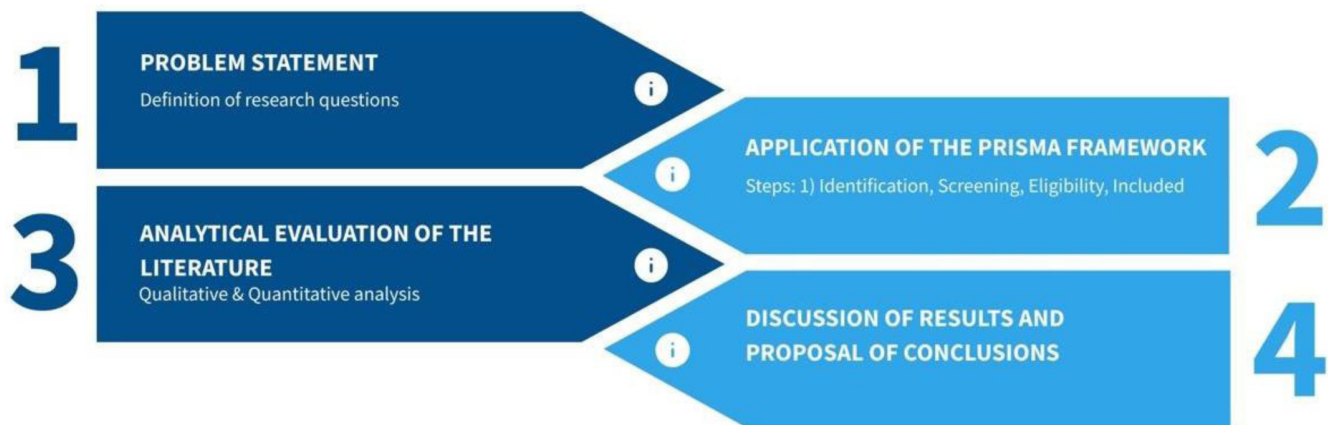 1
PROBLEM STATEMENT
Definition of research questions
2
APPLICATION OF THE PRISMA FRAMEWORK
Steps: 1) Identification, Screening, Eligibility, Included
3
ANALYTICAL EVALUATION OF THE
LITERATURE
Qualitative & Quantitative analysis
4
DISCUSSION OF RESULTS AND
PROPOSAL OF CONCLUSIONS